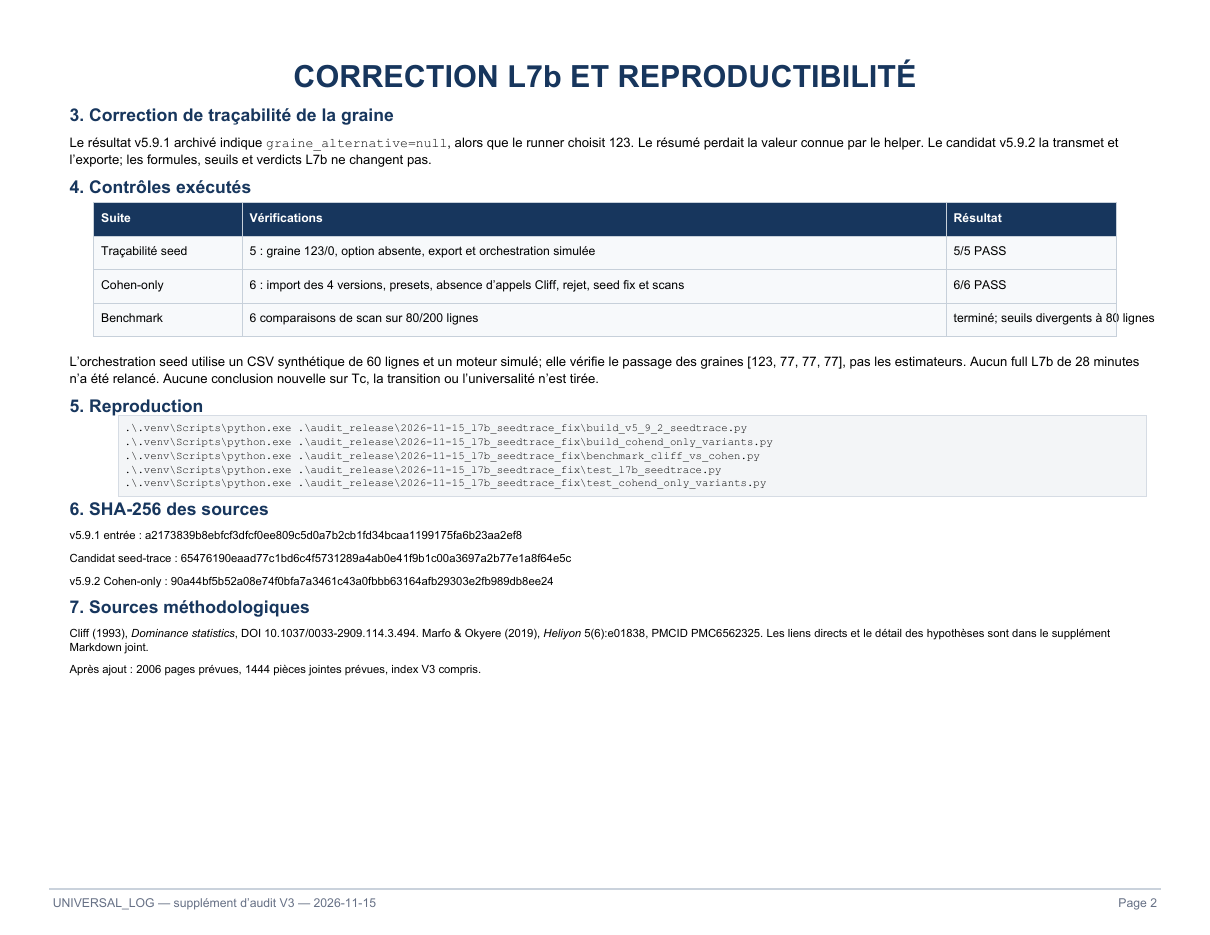 CORRECTION L7b ET REPRODUCTIBILITÉ
3. Correction de traçabilité de la graine
Le résultat v5.9.1 archivé indique graine_alternative=null, alors que le runner choisit 123. Le résumé perdait la valeur connue par le helper. Le candidat v5.9.2 la transmet et
l’exporte; les formules, seuils et verdicts L7b ne changent pas.
4. Contrôles exécutés
Suite Vérifications Résultat
Traçabilité seed 5 : graine 123/0, option absente, export et orchestration simulée 5/5 PASS
Cohen-only 6 : import des 4 versions, presets, absence d’appels Cliff, rejet, seed fix et scans 6/6 PASS
Benchmark 6 comparaisons de scan sur 80/200 lignes terminé; seuils divergents à 80 lignes
L’orchestration seed utilise un CSV synthétique de 60 lignes et un moteur simulé; elle vérifie le passage des graines [123, 77, 77, 77], pas les estimateurs. Aucun full L7b de 28 minutes
n’a été relancé. Aucune conclusion nouvelle sur Tc, la transition ou l’universalité n’est tirée.
5. Reproduction
.\.venv\Scripts\python.exe .\audit_release\2026-11-15_l7b_seedtrace_fix\build_v5_9_2_seedtrace.py
.\.venv\Scripts\python.exe .\audit_release\2026-11-15_l7b_seedtrace_fix\build_cohend_only_variants.py
.\.venv\Scripts\python.exe .\audit_release\2026-11-15_l7b_seedtrace_fix\benchmark_cliff_vs_cohen.py
.\.venv\Scripts\python.exe .\audit_release\2026-11-15_l7b_seedtrace_fix\test_l7b_seedtrace.py
.\.venv\Scripts\python.exe .\audit_release\2026-11-15_l7b_seedtrace_fix\test_cohend_only_variants.py
6. SHA-256 des sources
v5.9.1 entrée : a2173839b8ebfcf3dfcf0ee809c5d0a7b2cb1fd34bcaa1199175fa6b23aa2ef8
Candidat seed-trace : 65476190eaad77c1bd6c4f5731289a4ab0e41f9b1c00a3697a2b77e1a8f64e5c
v5.9.2 Cohen-only : 90a44bf5b52a08e74f0bfa7a3461c43a0fbbb63164afb29303e2fb989db8ee24
7. Sources méthodologiques
Cliff (1993), Dominance statistics, DOI 10.1037/0033-2909.114.3.494. Marfo & Okyere (2019), Heliyon 5(6):e01838, PMCID PMC6562325. Les liens directs et le détail des hypothèses sont dans le supplément
Markdown joint.
Après ajout : 2006 pages prévues, 1444 pièces jointes prévues, index V3 compris.
UNIVERSAL_LOG — supplément d’audit V3 — 2026-11-15 Page 2